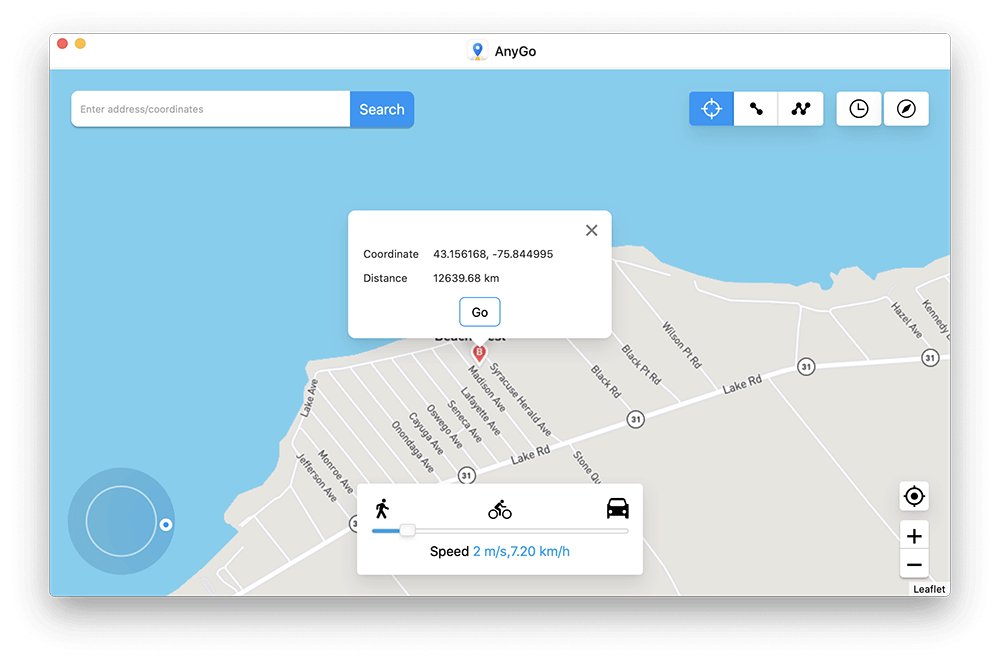 AnyGo
Enter address/coordinates
Search
Coordinate 43.156168, -75.844995
Distance 12639.68 km
Go
B
Hazel Ave
Wilson Pt Rd
Black Pt Rd
Black Rd
31
31
31
31
Lake Rd
Lake Rd
Lake Ave
Syracuse Herald Ave
Madison Ave
Lafayette Ave
Seneca Ave
Oswego Ave
Cayuga Ave
Onondaga Ave
Monroe Ave
Jefferson Ave
Speed 2 m/s,7.20 km/h
Leaflet